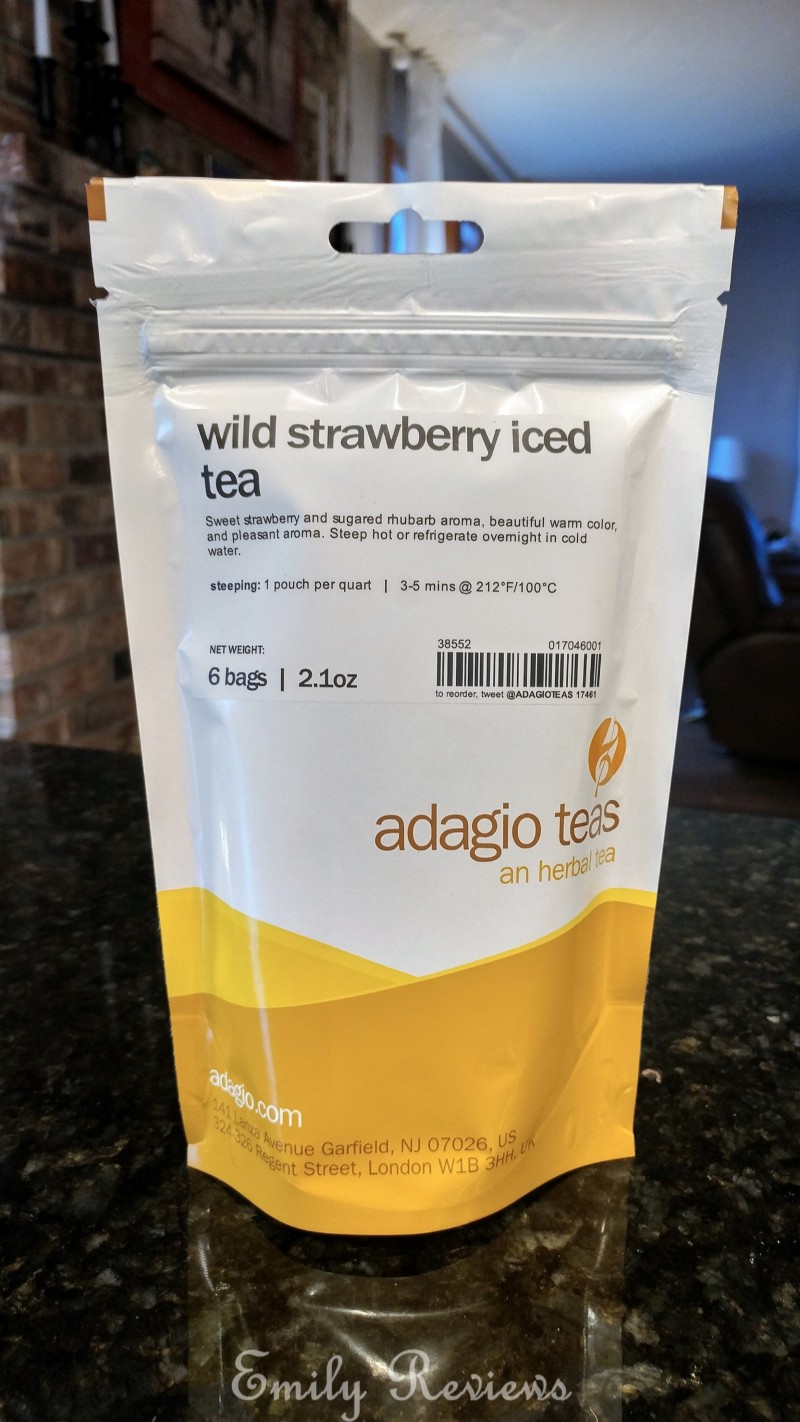 wild strawberry iced
tea
Sweet strawberry and sugared rhubarb aroma, beautiful warm color,
and pleasant aroma. Steep hot or refrigerate overnight in cold
water.
steeping: 1 pouch per quart | 3-5 mins @ 212°F/100°C
NET WEIGHT:
6 bags | 2.1oz
38552 017046001
to reorder, tweet @ADAGIOTEAS 17461
adagio teas
an herbal tea
adagio.com
141 Lanza Avenue Garfield, NJ 07026, US
324-326 Regent Street, London W1B 3HH, UK
Emily Reviews